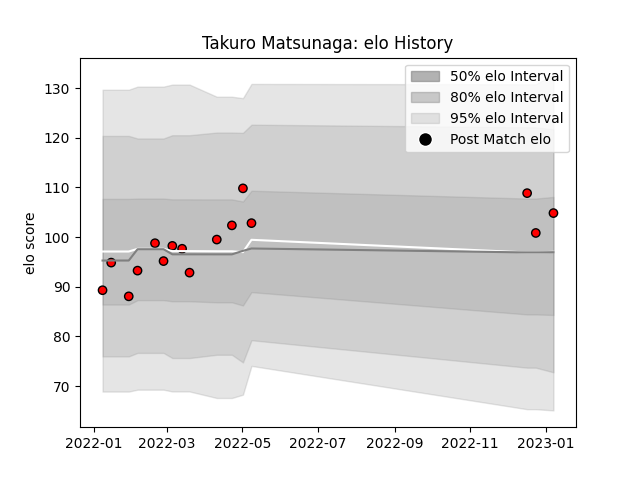 Takuro Matsunaga: elo History
50% elo Interval
80% elo Interval
95% elo Interval
Post Match elo
elo score
130
120
110
100
90
80
70
2022-01
2022-03
2022-05
2022-07
2022-09
2022-11
2023-01